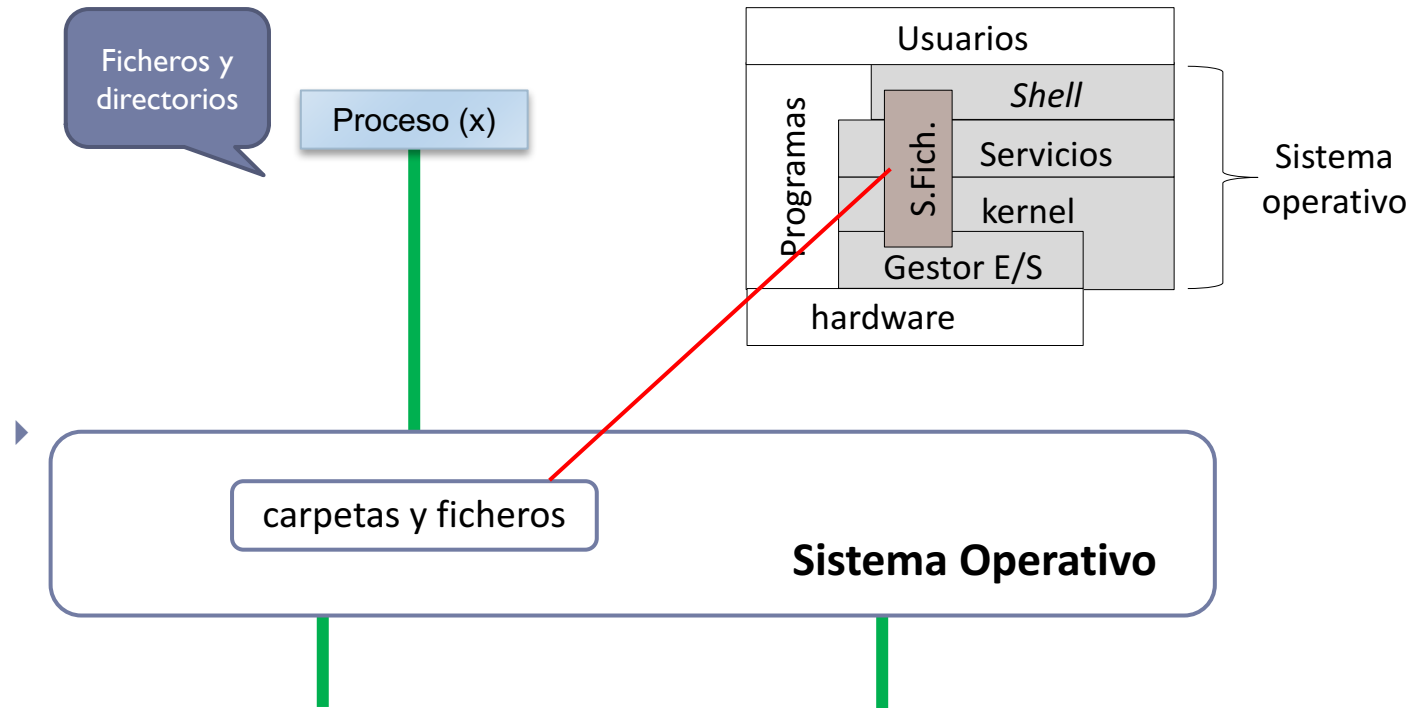 Ficheros y
directorios
Proceso (x)
Usuarios
Shell
Programas
S.Fich.
Servicios
kernel
Gestor E/S
hardware
Sistema
operativo
carpetas y ficheros
Sistema Operativo